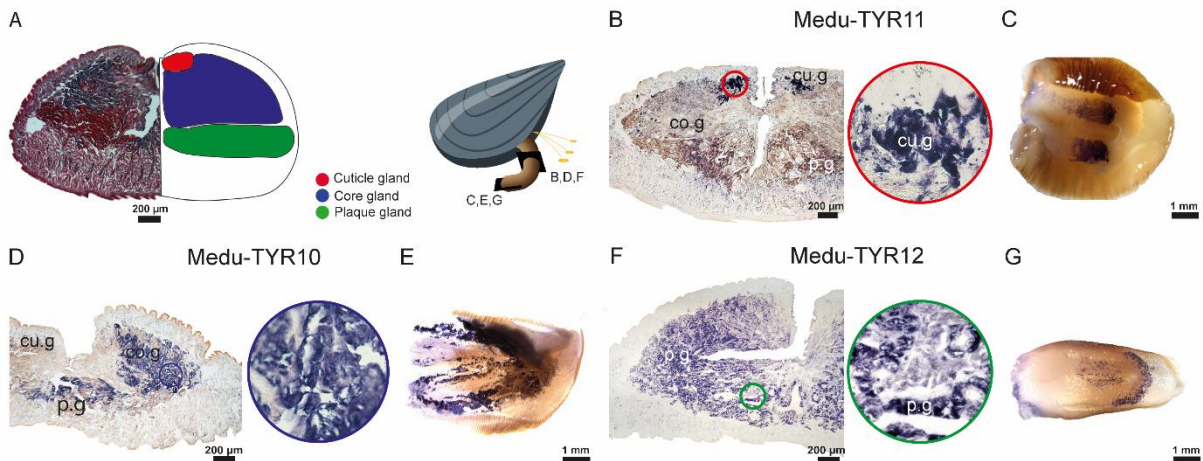 A
Cuticle gland
Core gland
Plaque gland
200 µm
B,D,F
C,E,G
B
Medu-TYR11
C
cu.g
co.g
p.g
200 µm
cu.g
1 mm
D
Medu-TYR10
E
cu.g
co.g
p.g
200 µm
1 mm
F
Medu-TYR12
G
p.g
200 µm
p.g
1 mm